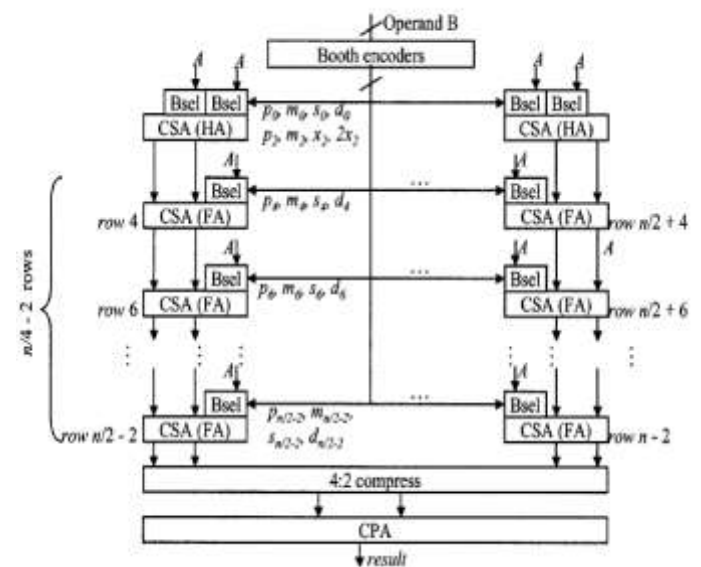 Operand B
Booth encoders
A A A A
Bsel Bsel Bsel Bsel
p₀, m₀, s₀, d₀
CSA (HA) CSA (HA)
p₂, m₂, x₂, 2x₂
A A
Bsel ... Bsel
p₄, m₄, s₄, d₄
row 4 CSA (FA) CSA (FA) row n/2 + 4
A A A
Bsel ... Bsel
p₆, m₆, s₆, d₆
row 6 CSA (FA) CSA (FA) row n/2 + 6
n/4 - 2 rows
A A
Bsel ... Bsel
pn/2-2, mn/2-2,
row n/2 - 2 CSA (FA) sn/2-2, dn/2-2 CSA (FA) row n - 2
4:2 compress
CPA
result